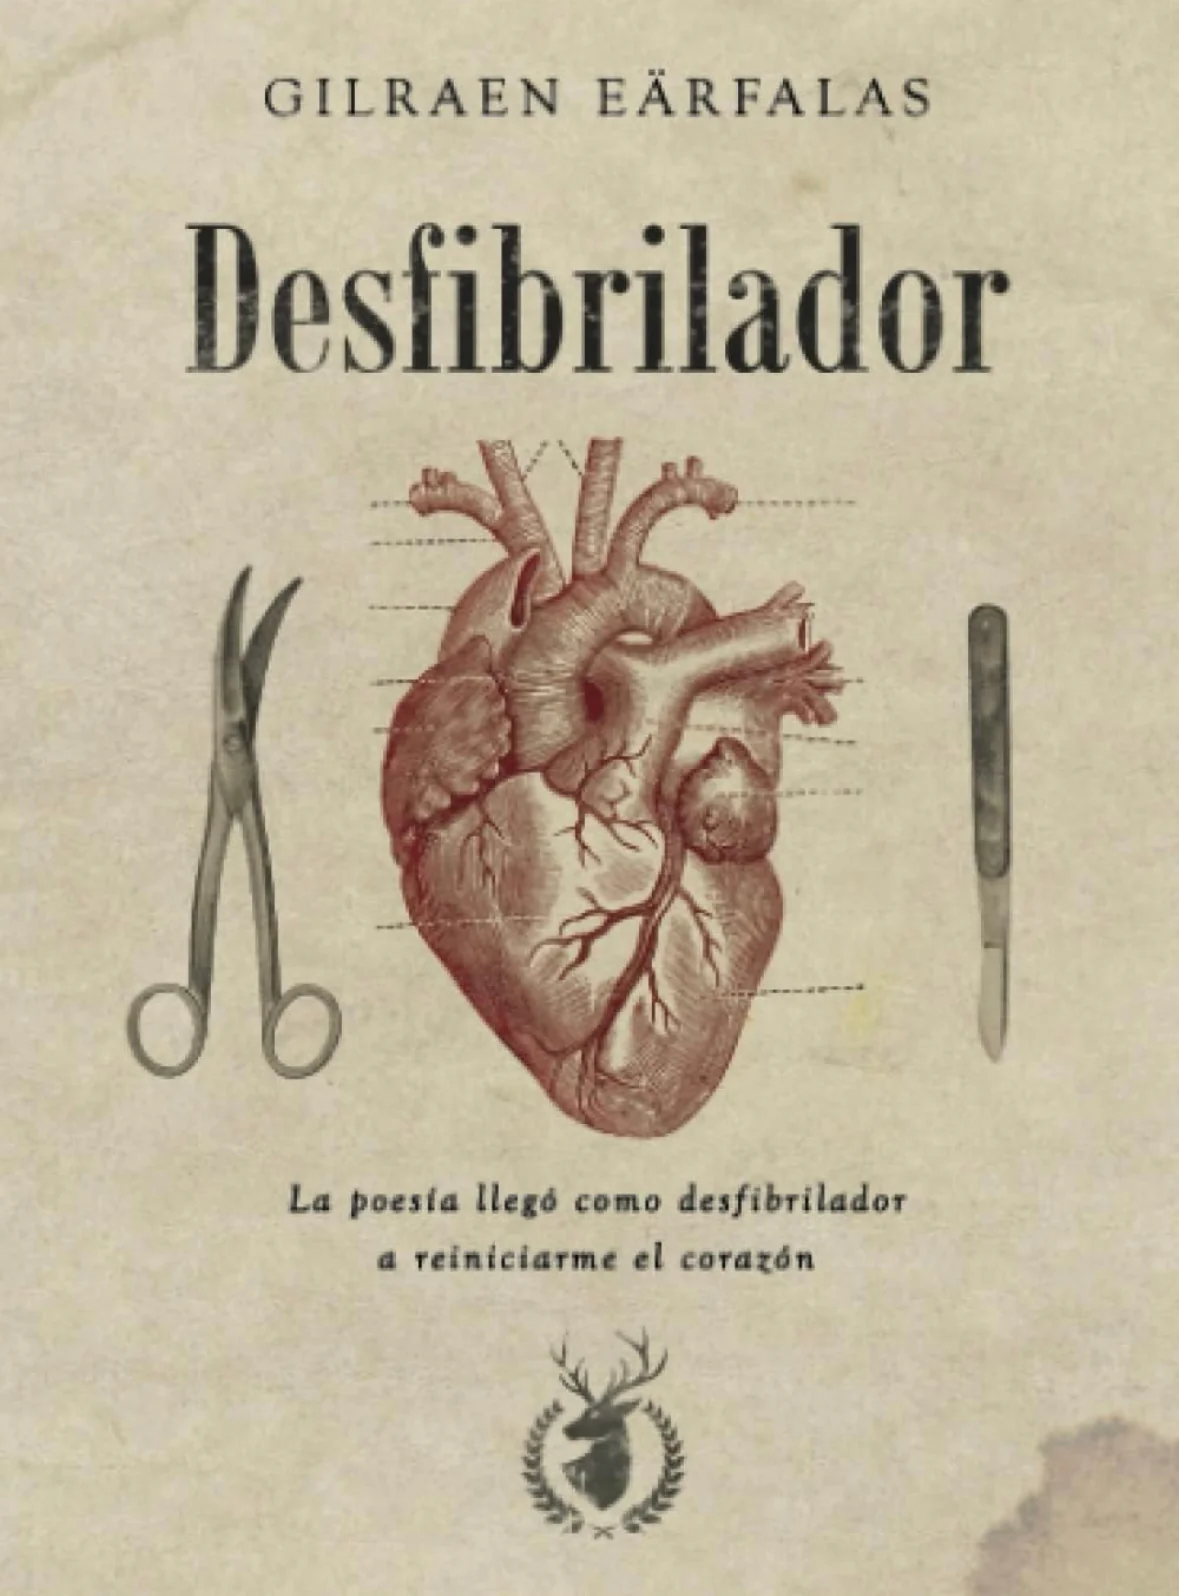 GILRAEN EÄRFALAS
Desfibrilador
La poesía llegó como desfibrilador
a reiniciarme el corazón